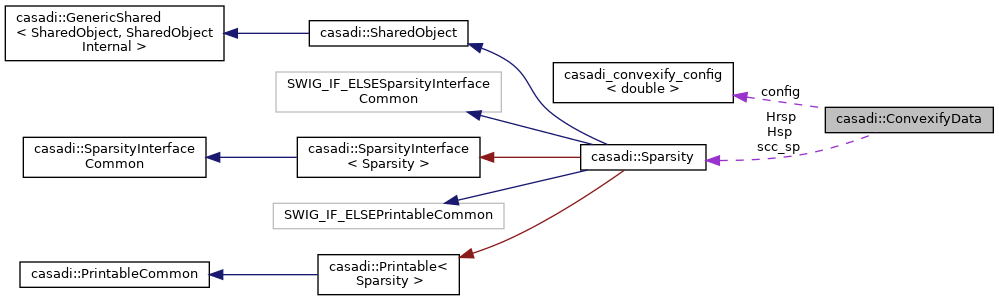 casadi::GenericShared
< SharedObject, SharedObject
Internal >
casadi::SharedObject
SWIG_IF_ELSESparsityInterface
Common
casadi_convexify_config
< double >
config
casadi::ConvexifyData
Hrsp
Hsp
scc_sp
casadi::SparsityInterface
Common
casadi::SparsityInterface
< Sparsity >
casadi::Sparsity
SWIG_IF_ELSEPrintableCommon
casadi::PrintableCommon
casadi::Printable<
Sparsity >